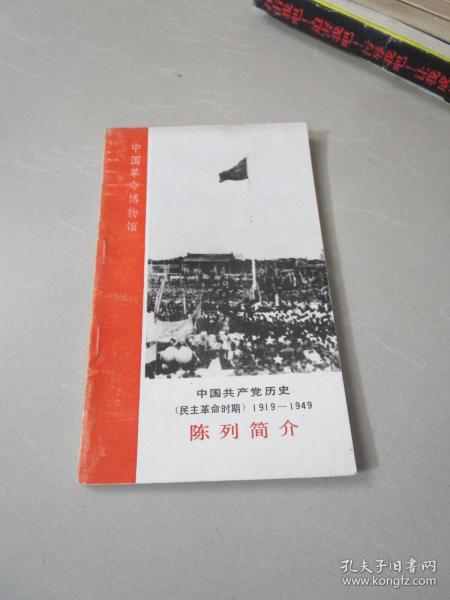 中国革命博物馆
中国共产党历史
(民主革命时期) 1919—1949
陈列简介
孔夫子旧书网
www.kongfz.com